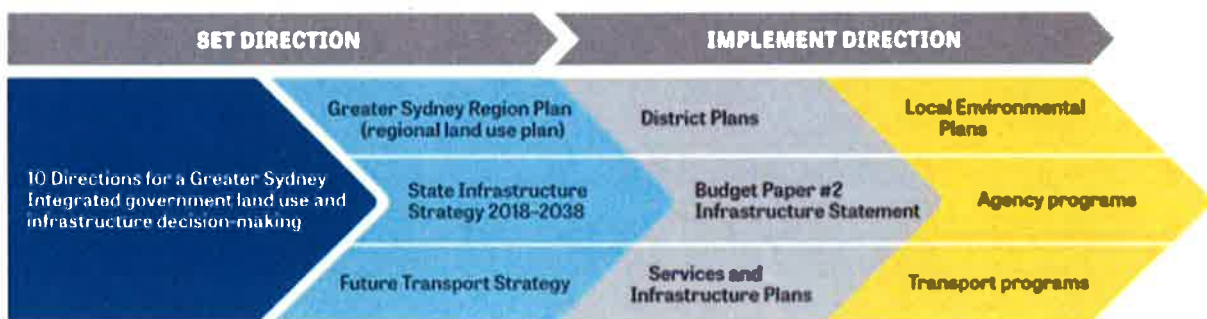 SET DIRECTION
IMPLEMENT DIRECTION
10 Directions for a Greater Sydney
Integrated government land use and
infrastructure decision-making
Greater Sydney Region Plan
(regional land use plan)
District Plans
Local Environmental
Plans
State Infrastructure
Strategy 2018–2038
Budget Paper #2
Infrastructure Statement
Agency programs
Future Transport Strategy
Services and
Infrastructure Plans
Transport programs